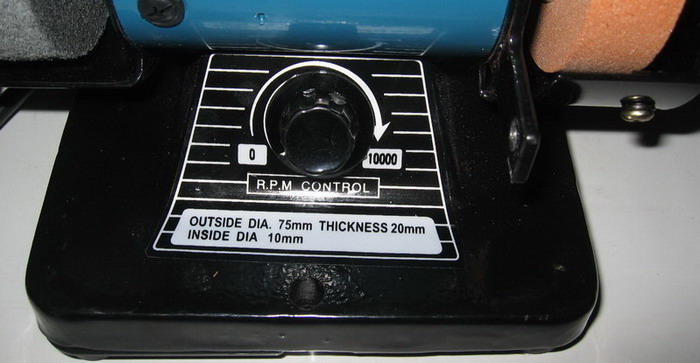 0 10000
R.P.M CONTROL
OUTSIDE DIA. 75mm THICKNESS 20mm
INSIDE DIA 10mm